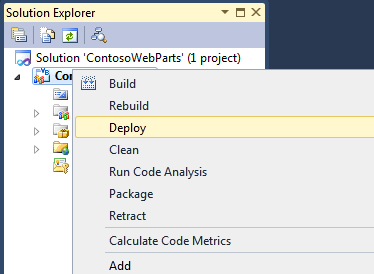 Solution Explorer
Solution 'ContosoWebParts' (1 project)
Build
Rebuild
Deploy
Clean
Run Code Analysis
Package
Retract
Calculate Code Metrics
Add